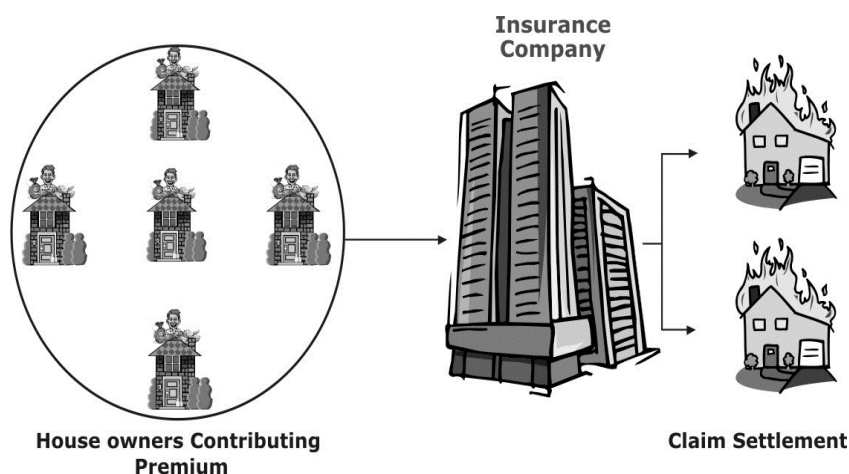 Insurance
Company
House owners Contributing
Premium
Claim Settlement